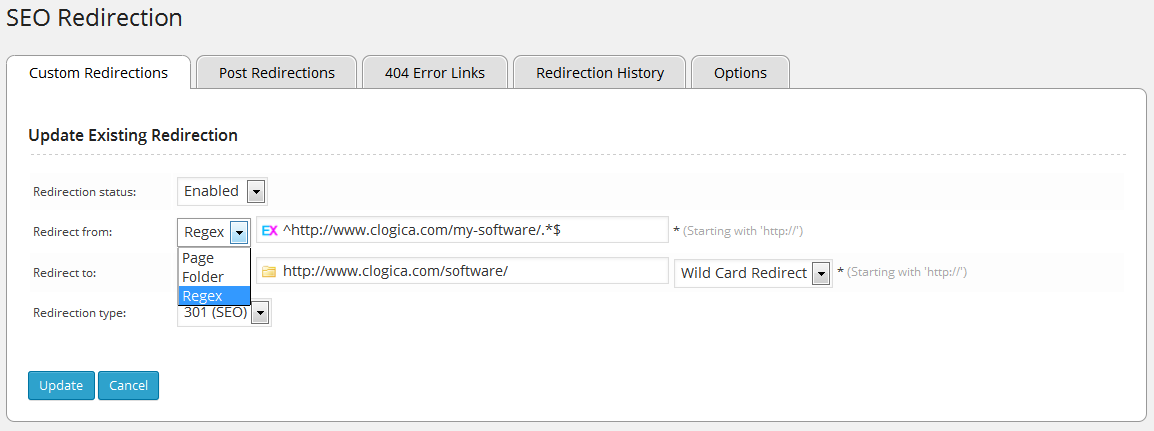 SEO Redirection
Custom Redirections Post Redirections 404 Error Links Redirection History Options
Update Existing Redirection
Redirection status: Enabled
Redirect from: Regex EX ^http://www.clogica.com/my-software/.*$ * (Starting with 'http://')
Page
Folder
Regex
Redirect to: http://www.clogica.com/software/ Wild Card Redirect * (Starting with 'http://')
Redirection type: 301 (SEO)
Update Cancel